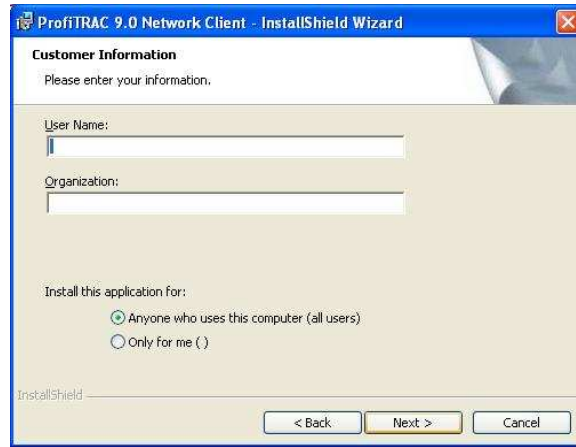 ProfiTRAC 9.0 Network Client - InstallShield Wizard
Customer Information
Please enter your information.
User Name:
Organization:
Install this application for:
Anyone who uses this computer (all users)
Only for me ( )
InstallShield
< Back Next > Cancel